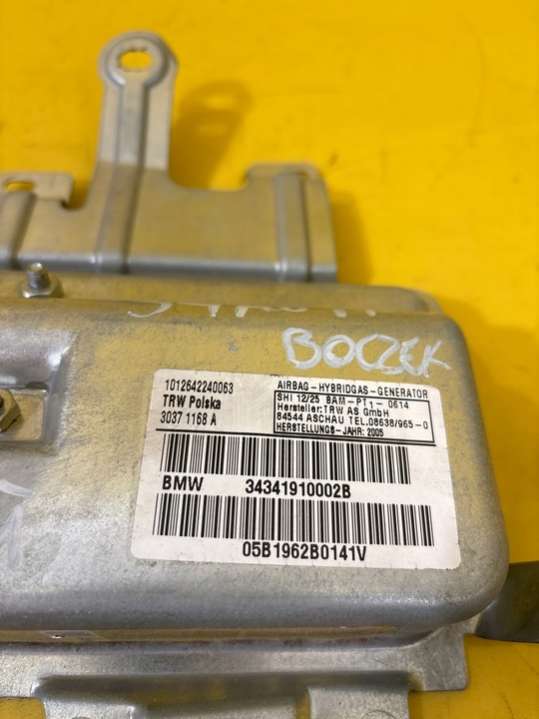 BOCZEK
1012642240063
TRW Polska
3037 1168 A
AIRBAG-HYBRIDGAS-GENERATOR
SHI 12/25 BAM-PT1-0614
Hersteller:TRW AS GmbH
84544 ASCHAU TEL.08638/965-0
HERSTELLUNGS-JAHR: 2005
BMW 34341910002B
05B1962B0141V